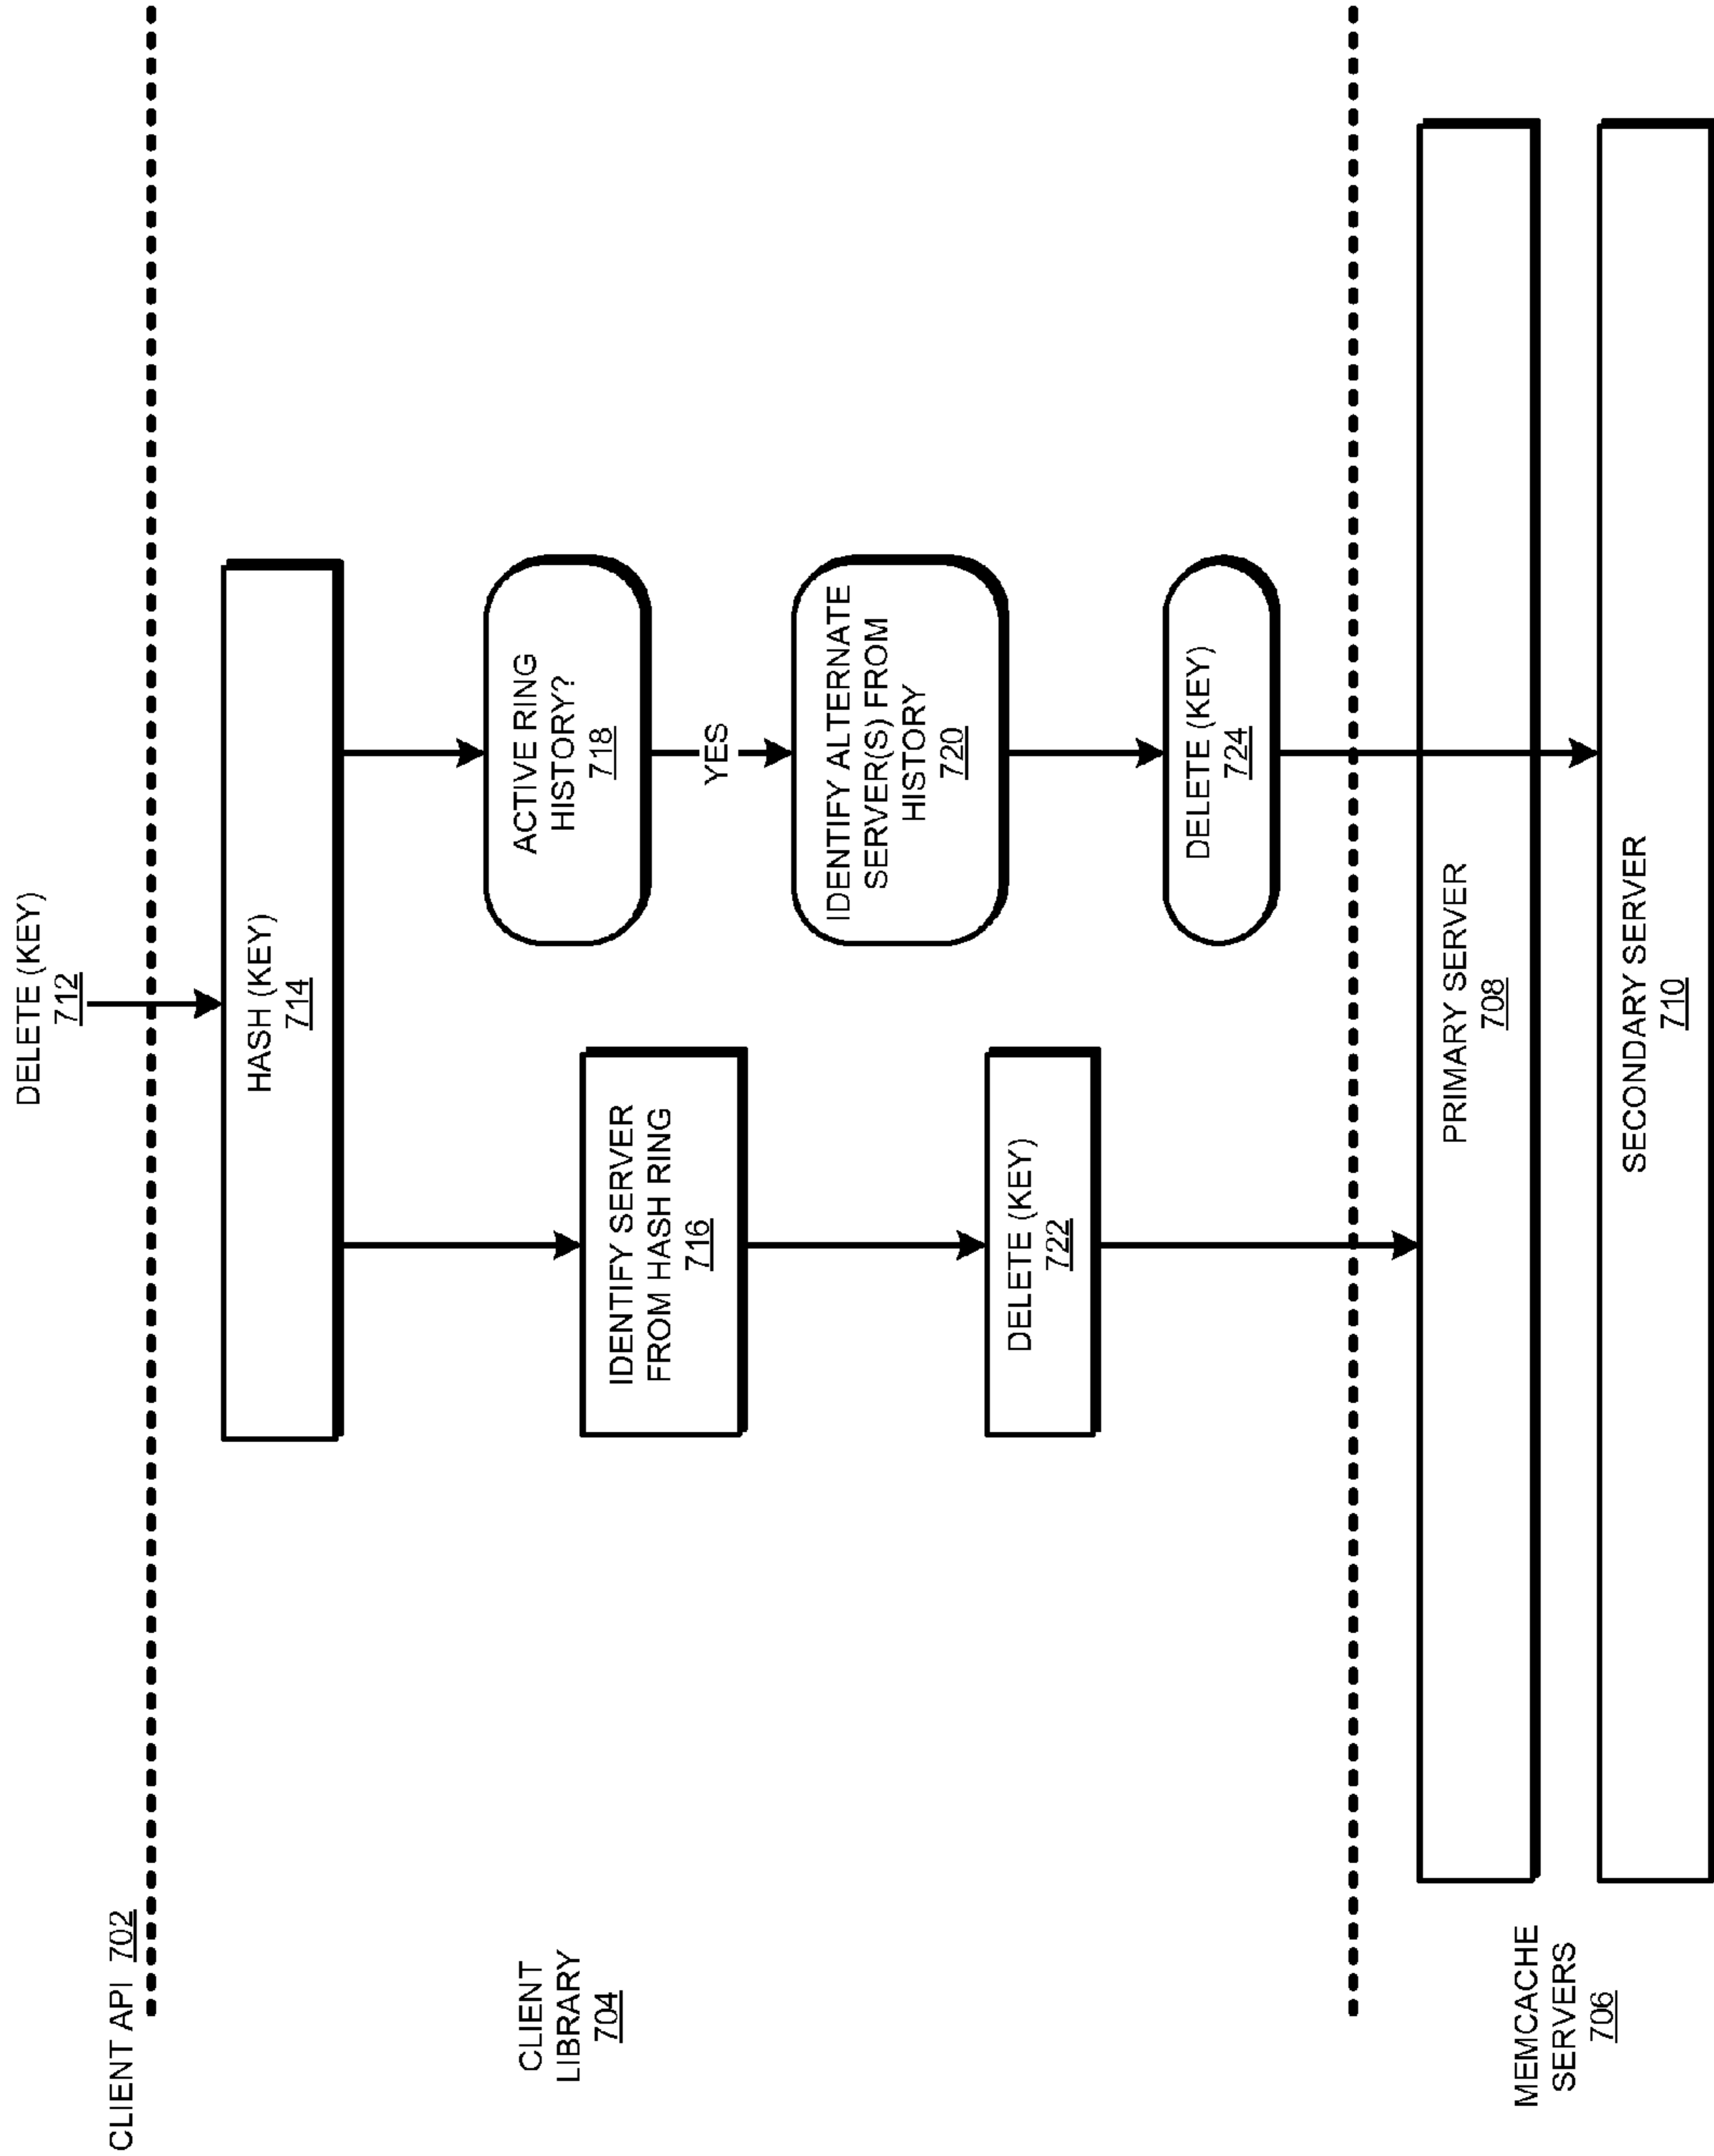 DELETE (KEY)
712
CLIENT API 702
HASH (KEY)
714
CLIENT
LIBRARY
704
IDENTIFY SERVER
FROM HASH RING
716
ACTIVE RING
HISTORY?
718
YES
IDENTIFY ALTERNATE
SERVER(S) FROM
HISTORY
720
DELETE (KEY)
722
DELETE (KEY)
724
MEMCACHE
SERVERS
706
PRIMARY SERVER
708
SECONDARY SERVER
710